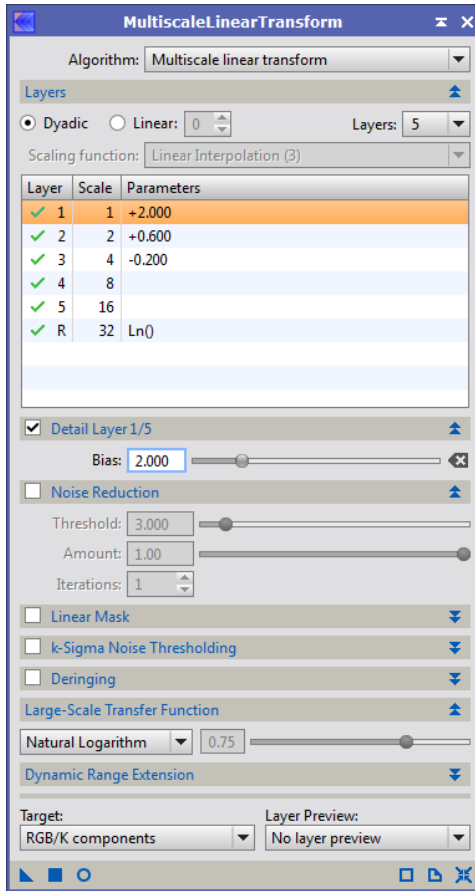 MultiscaleLinearTransform
Algorithm: Multiscale linear transform
Layers
Dyadic Linear: 0 Layers: 5
Scaling function: Linear Interpolation (3)
Layer Scale Parameters
1 1 +2.000
2 2 +0.600
3 4 -0.200
4 8
5 16
R 32 Ln()
Detail Layer 1/5
Bias: 2.000
Noise Reduction
Threshold: 3.000
Amount: 1.00
Iterations: 1
Linear Mask
k-Sigma Noise Thresholding
Deringing
Large-Scale Transfer Function
Natural Logarithm 0.75
Dynamic Range Extension
Target: Layer Preview:
RGB/K components No layer preview